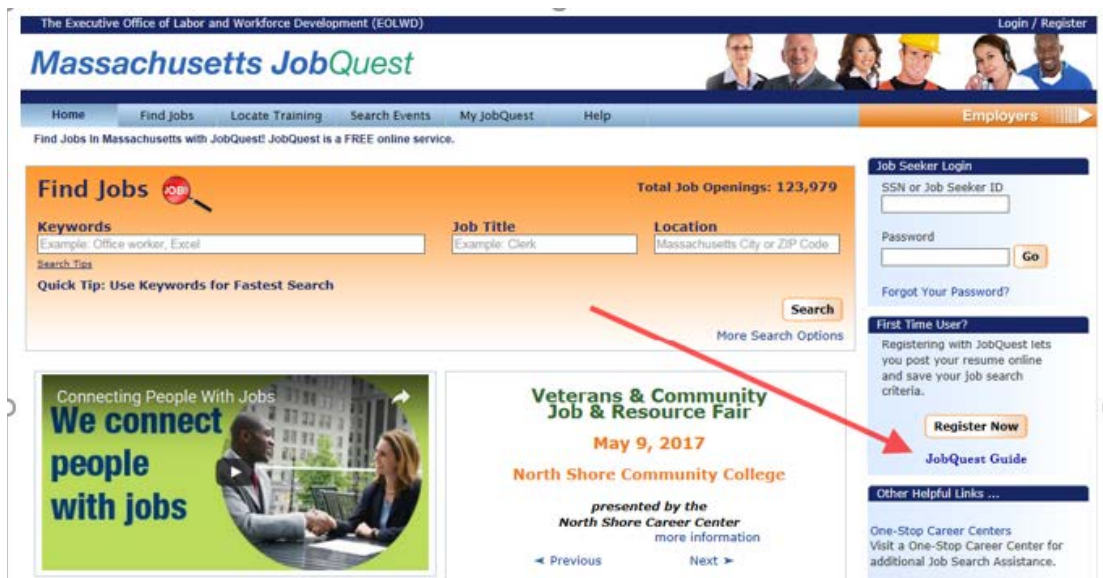 The Executive Office of Labor and Workforce Development (EOLWD)
Login / Register
Massachusetts JobQuest
Home
Find Jobs
Locate Training
Search Events
My JobQuest
Help
Employers
Find Jobs In Massachusetts with JobQuest! JobQuest is a FREE online service.
Find Jobs
JOB!
Total Job Openings: 123,979
Keywords
Job Title
Location
Example: Office worker, Excel
Example: Clerk
Massachusetts City or ZIP Code
Search Tips
Quick Tip: Use Keywords for Fastest Search
Search
More Search Options
Job Seeker Login
SSN or Job Seeker ID
Password
Go
Forgot Your Password?
First Time User?
Registering with JobQuest lets
you post your resume online
and save your job search
criteria.
Register Now
JobQuest Guide
Other Helpful Links ...
One-Stop Career Centers
Visit a One-Stop Career Center for
additional Job Search Assistance.
Connecting People With Jobs
We connect
people
with jobs
Veterans & Community
Job & Resource Fair
May 9, 2017
North Shore Community College
presented by the
North Shore Career Center
more information
◄ Previous
Next ►